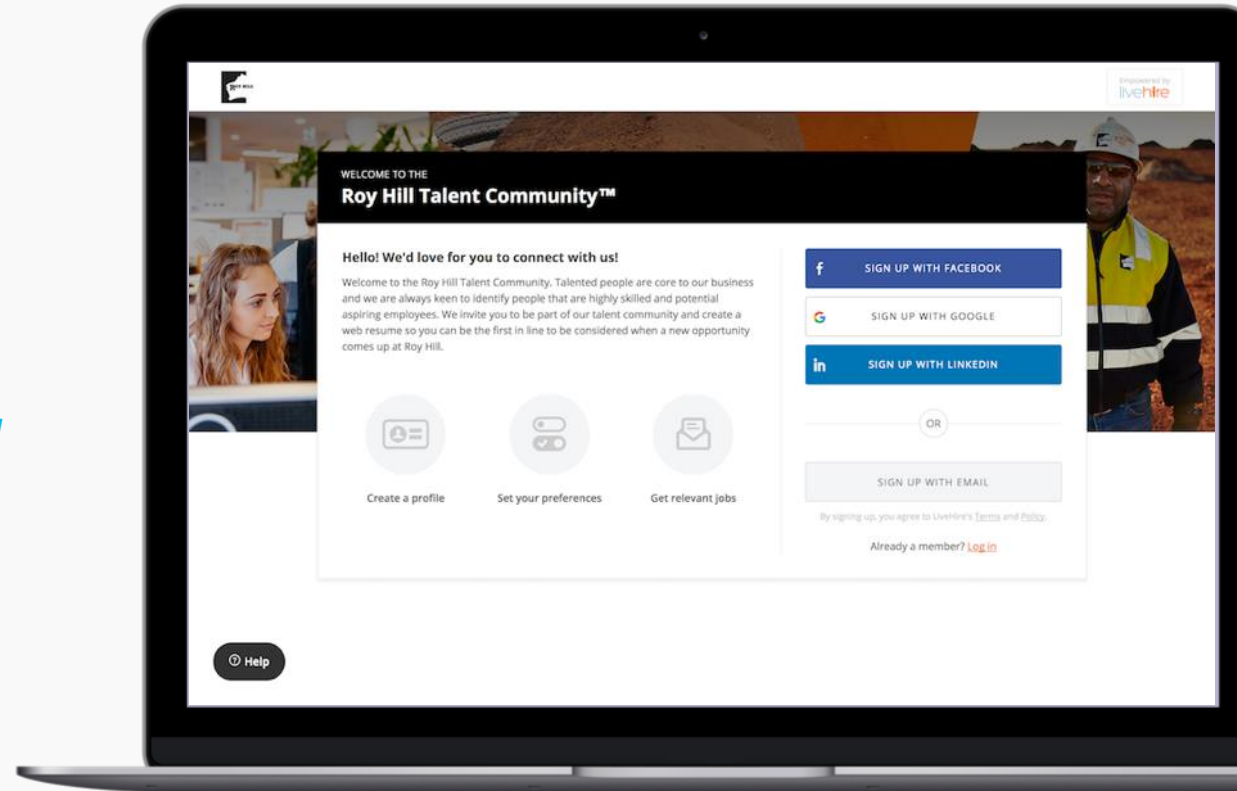 ROY HILL
Empowered by
livehire
WELCOME TO THE
Roy Hill Talent Community™
Hello! We'd love for you to connect with us!
Welcome to the Roy Hill Talent Community. Talented people are core to our business
and we are always keen to identify people that are highly skilled and potential
aspiring employees. We invite you to be part of our talent community and create a
web resume so you can be the first in line to be considered when a new opportunity
comes up at Roy Hill.
Create a profile
Set your preferences
Get relevant jobs
f SIGN UP WITH FACEBOOK
G SIGN UP WITH GOOGLE
in SIGN UP WITH LINKEDIN
OR
SIGN UP WITH EMAIL
By signing up, you agree to LiveHire's Terms and Policy.
Already a member? Log in
? Help